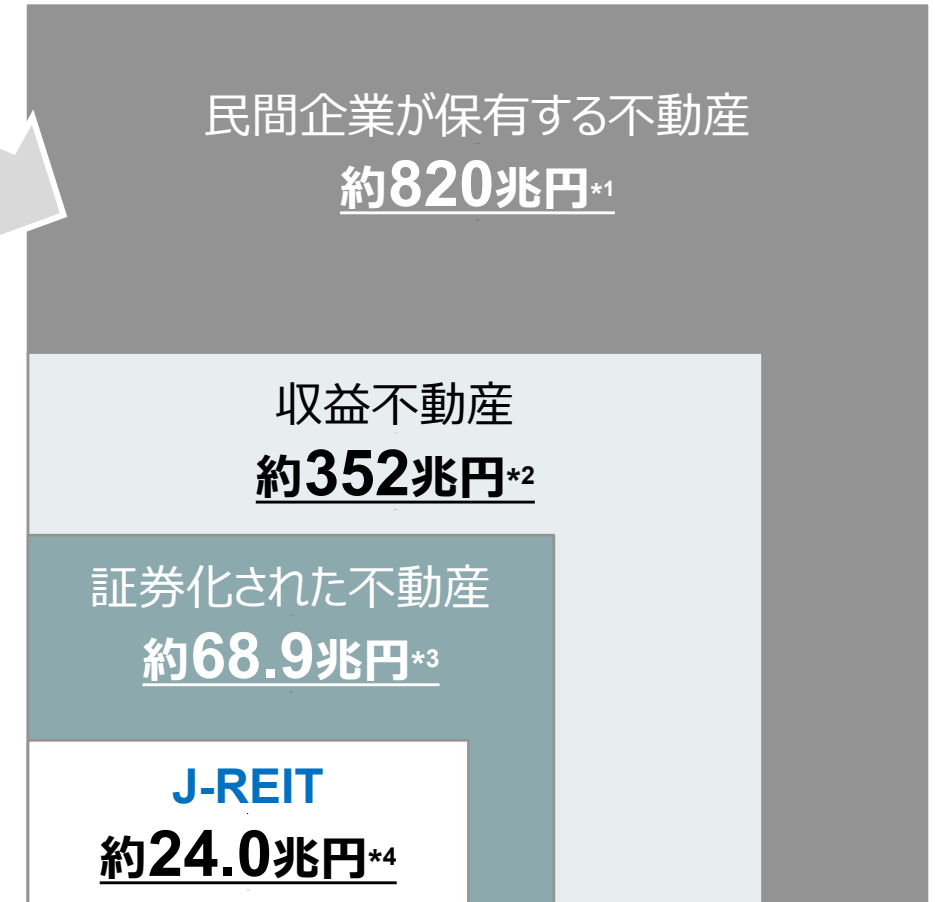 民間企業が保有する不動産
約820兆円*1
収益不動産
約352兆円*2
証券化された不動産
約68.9兆円*3
J-REIT
約24.0兆円*4